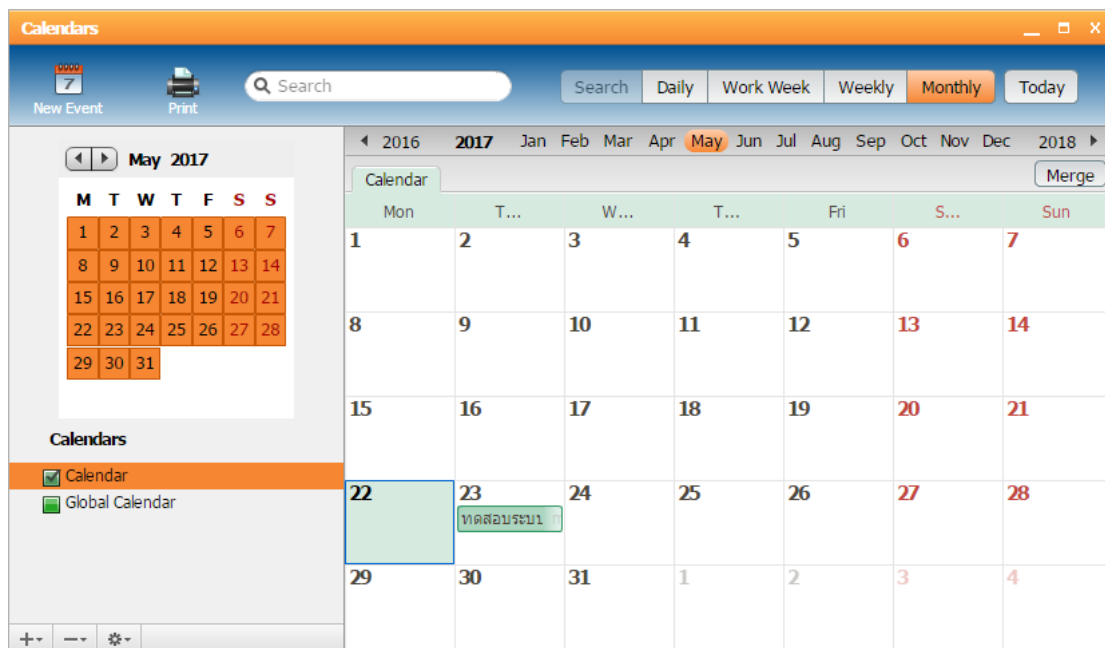 Calendars
7
New Event
Print
Search
Search Daily Work Week Weekly Monthly Today
May 2017
M T W T F S S
1 2 3 4 5 6 7
8 9 10 11 12 13 14
15 16 17 18 19 20 21
22 23 24 25 26 27 28
29 30 31
Calendars
Calendar
Global Calendar
2016 2017 Jan Feb Mar Apr May Jun Jul Aug Sep Oct Nov Dec 2018
Calendar
Merge
Mon T... W... T... Fri S... Sun
1 2 3 4 5 6 7
8 9 10 11 12 13 14
15 16 17 18 19 20 21
22 23 24 25 26 27 28
ทดสอบระบบ
29 30 31 1 2 3 4